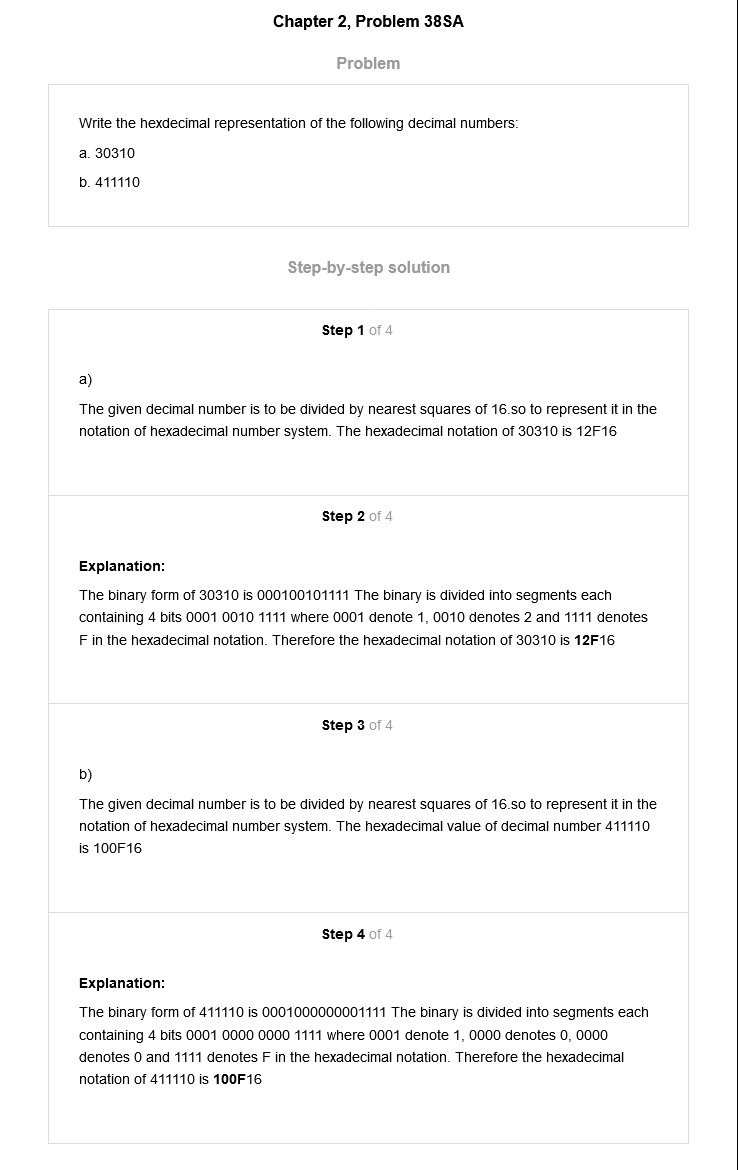 Chapter 2, Problem 38SA
Problem
Write the hexdecimal representation of the following decimal numbers:
a. 30310
b. 411110
Step-by-step solution
Step 1 of 4
a)
The given decimal number is to be divided by nearest squares of 16.so to represent it in the
notation of hexadecimal number system. The hexadecimal notation of 30310 is 12F16
Step 2 of 4
Explanation:
The binary form of 30310 is 000100101111 The binary is divided into segments each
containing 4 bits 0001 0010 1111 where 0001 denote 1, 0010 denotes 2 and 1111 denotes
F in the hexadecimal notation. Therefore the hexadecimal notation of 30310 is 12F16
Step 3 of 4
b)
The given decimal number is to be divided by nearest squares of 16.so to represent it in the
notation of hexadecimal number system. The hexadecimal value of decimal number 411110
is 100F16
Step 4 of 4
Explanation:
The binary form of 411110 is 0001000000001111 The binary is divided into segments each
containing 4 bits 0001 0000 0000 1111 where 0001 denote 1, 0000 denotes 0, 0000
denotes 0 and 1111 denotes F in the hexadecimal notation. Therefore the hexadecimal
notation of 411110 is 100F16